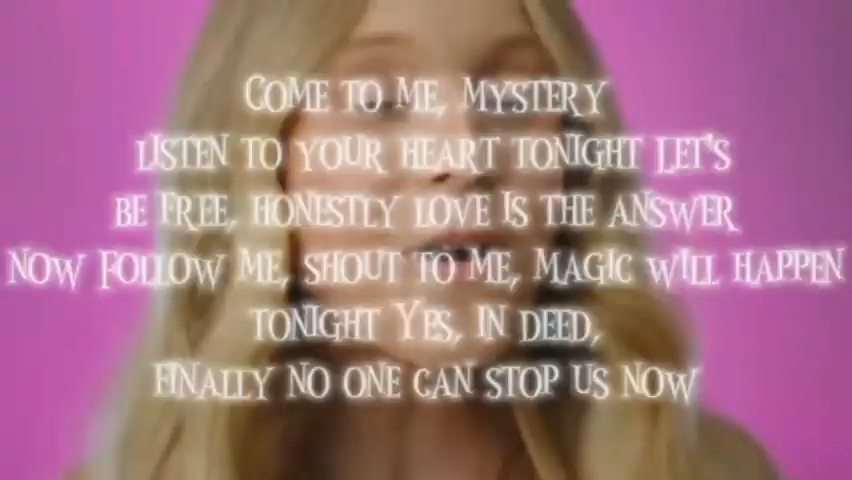 COME TO ME, MYSTERY
LISTEN TO YOUR HEART TONIGHT LET'S
BE FREE, HONESTLY LOVE IS THE ANSWER
NOW FOLLOW ME, SHOUT TO ME, MAGIC WILL HAPPEN
TONIGHT YES, IN DEED,
FINALLY NO ONE CAN STOP US NOW